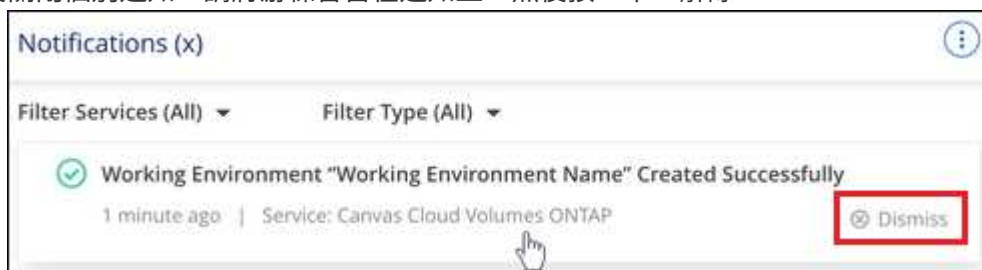 Notifications (x)
Filter Services (All)
Filter Type (All)
Working Environment “Working Environment Name” Created Successfully
1 minute ago | Service: Canvas Cloud Volumes ONTAP
Dismiss